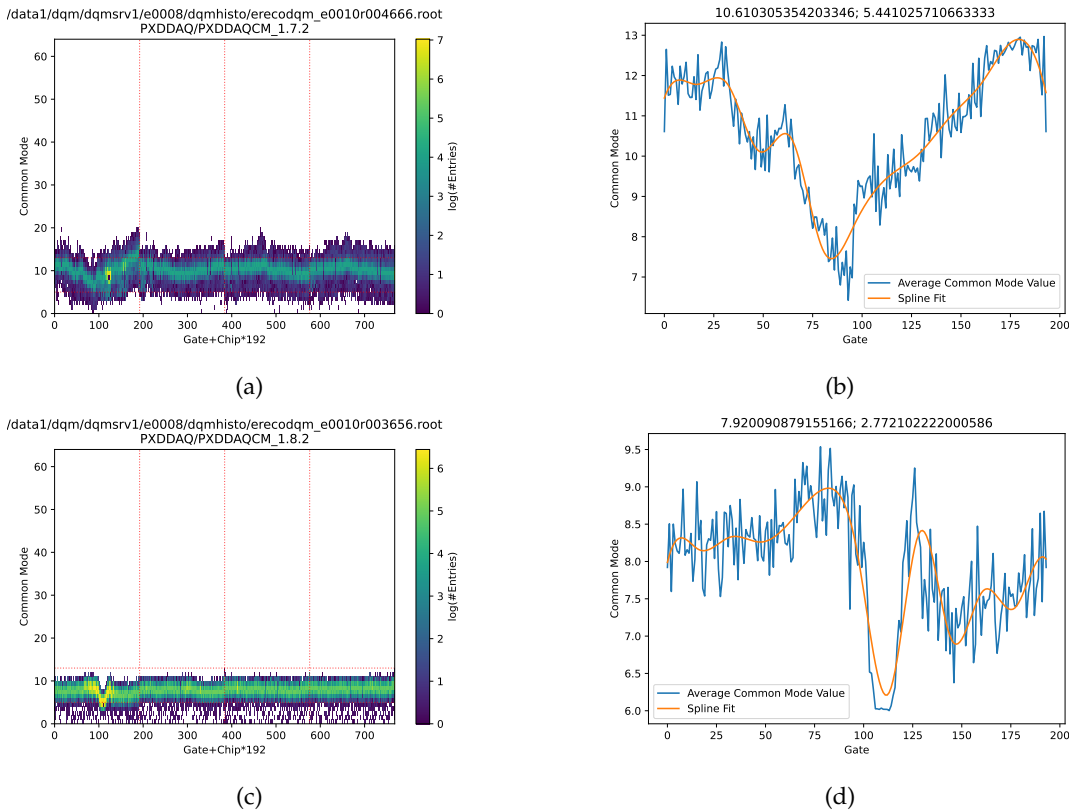 /data1/dqm/dqmsrv1/e0008/dqmhisto/erecodqm_e0010r004666.root
PXDDAQ/PXDDAQCM_1.7.2
60
50
40
30
20
10
0
Common Mode
0 100 200 300 400 500 600 700
Gate+Chip*192
7
6
5
4
3
2
1
0
log(#Entries)
(a)
10.610305354203346; 5.441025710663333
13
12
11
10
9
8
7
Common Mode
0 25 50 75 100 125 150 175 200
Gate
Average Common Mode Value
Spline Fit
(b)
/data1/dqm/dqmsrv1/e0008/dqmhisto/erecodqm_e0010r003656.root
PXDDAQ/PXDDAQCM_1.8.2
60
50
40
30
20
10
0
Common Mode
0 100 200 300 400 500 600 700
Gate+Chip*192
6
5
4
3
2
1
0
log(#Entries)
(c)
7.920090879155166; 2.772102222000586
9.5
9.0
8.5
8.0
7.5
7.0
6.5
6.0
Common Mode
0 25 50 75 100 125 150 175 200
Gate
Average Common Mode Value
Spline Fit
(d)